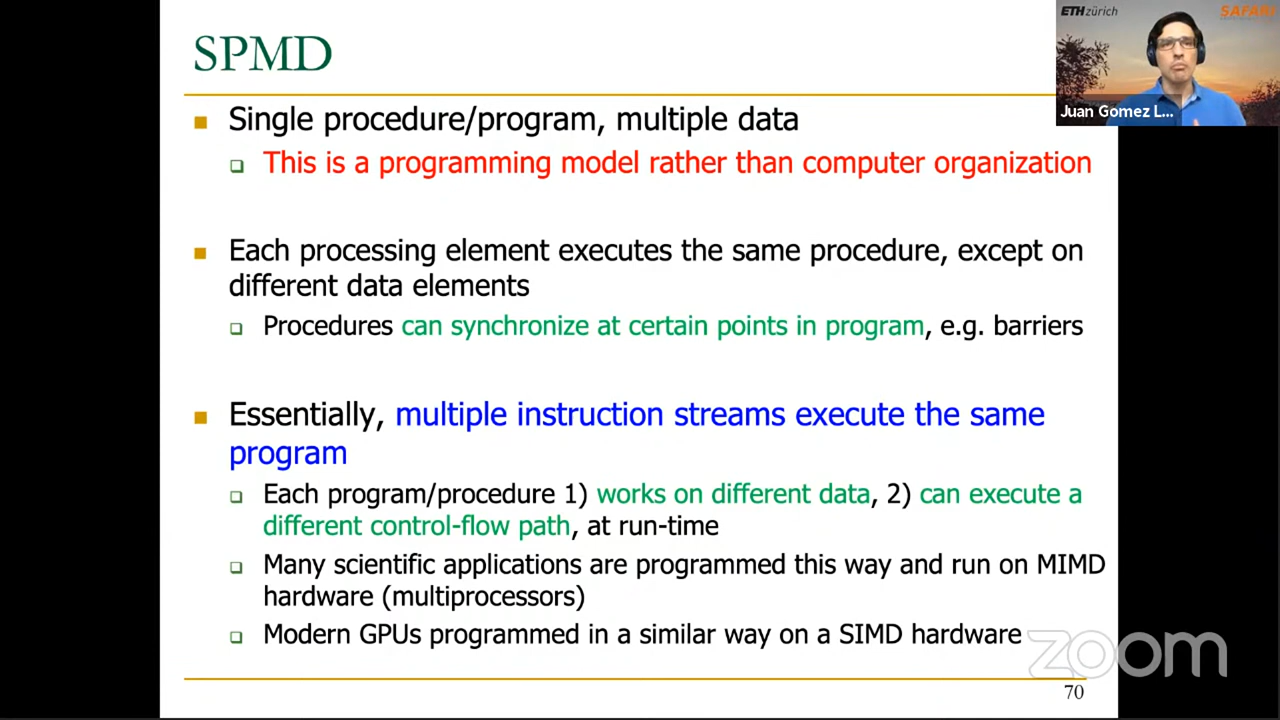 SPMD
ETH zürich
SAFARI
Juan Gomez L...
Single procedure/program, multiple data
This is a programming model rather than computer organization
Each processing element executes the same procedure, except on
different data elements
Procedures can synchronize at certain points in program, e.g. barriers
Essentially, multiple instruction streams execute the same
program
Each program/procedure 1) works on different data, 2) can execute a
different control-flow path, at run-time
Many scientific applications are programmed this way and run on MIMD
hardware (multiprocessors)
Modern GPUs programmed in a similar way on a SIMD hardware
zoom
70